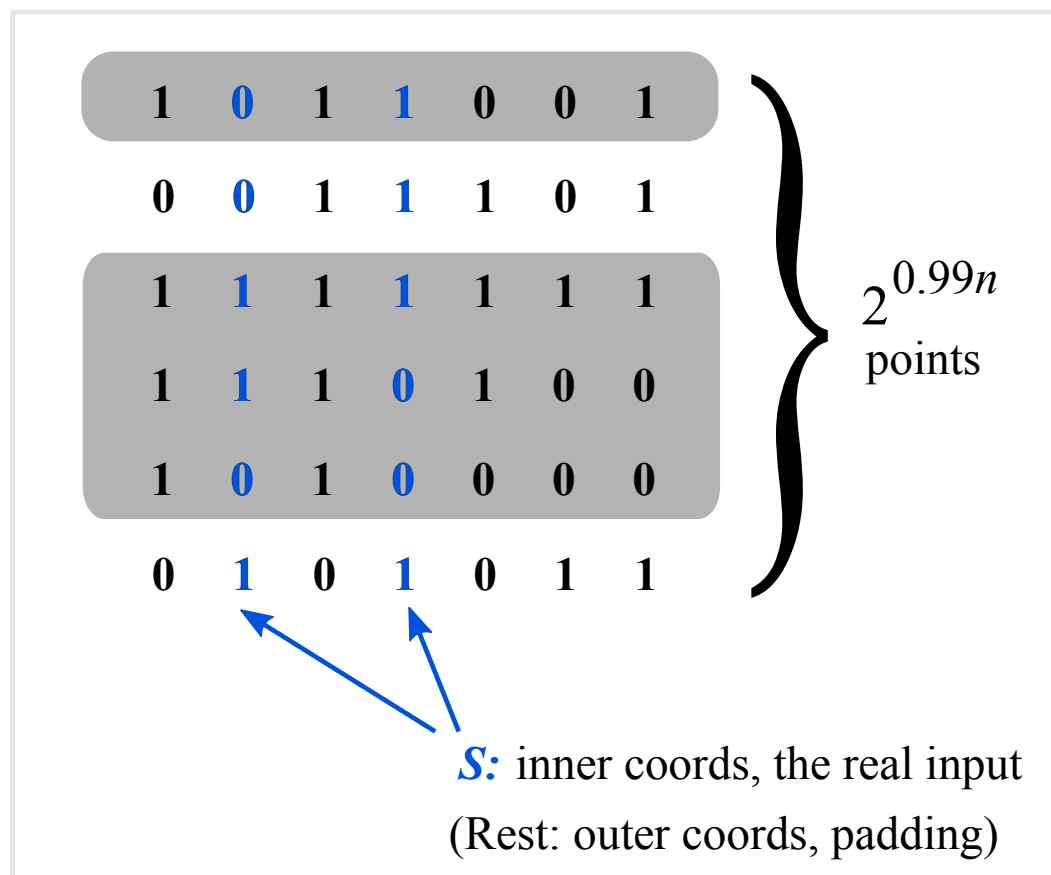 1 0 1 1 0 0 1
0 0 1 1 1 0 1
1 1 1 1 1 1 1
1 1 1 0 1 0 0
1 0 1 0 0 0 0
0 1 0 1 0 1 1
2^0.99n
points
S: inner coords, the real input
(Rest: outer coords, padding)